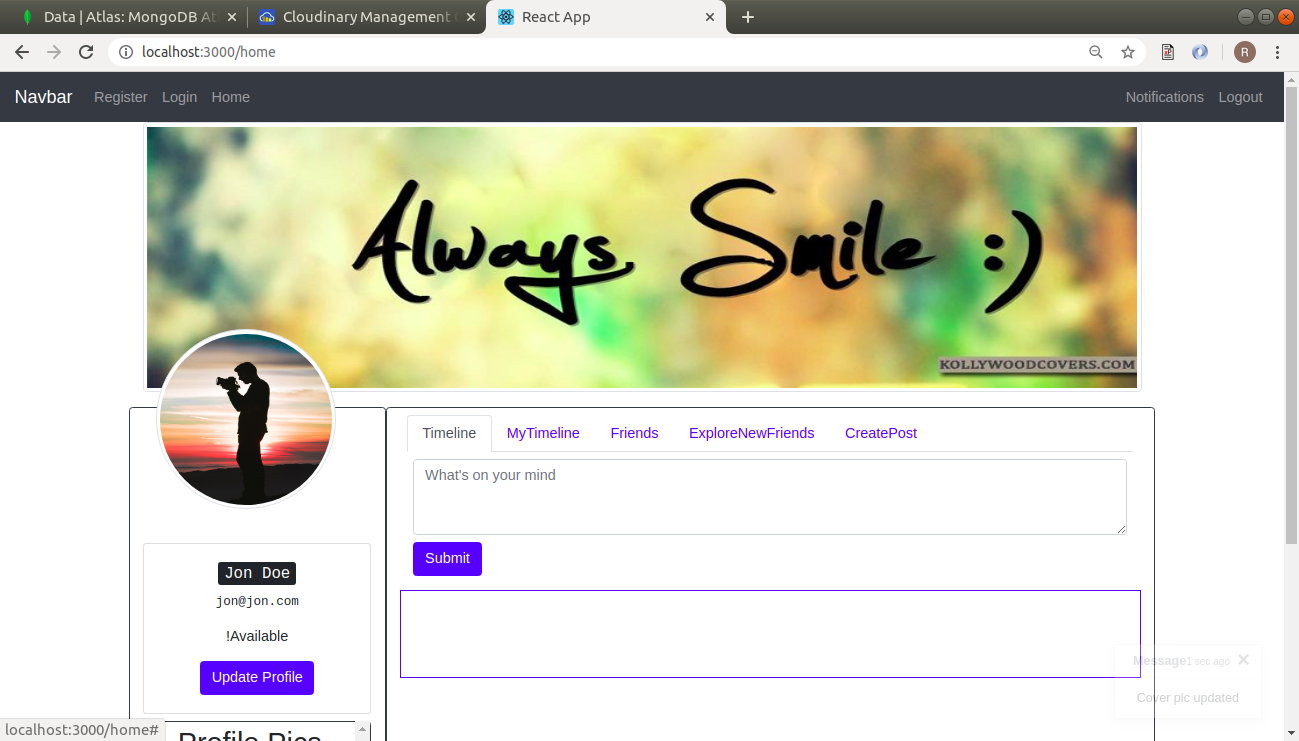 Data | Atlas: MongoDB At
Cloudinary Management
React App
localhost:3000/home
R
Navbar Register Login Home Notifications Logout
Always Smile :)
KOLLYWOODCOVERS.COM
Timeline MyTimeline Friends ExploreNewFriends CreatePost
What's on your mind
Submit
Jon Doe
jon@jon.com
!Available
Update Profile
Message 1 sec ago
Cover pic updated
Profile Pics
localhost:3000/home#